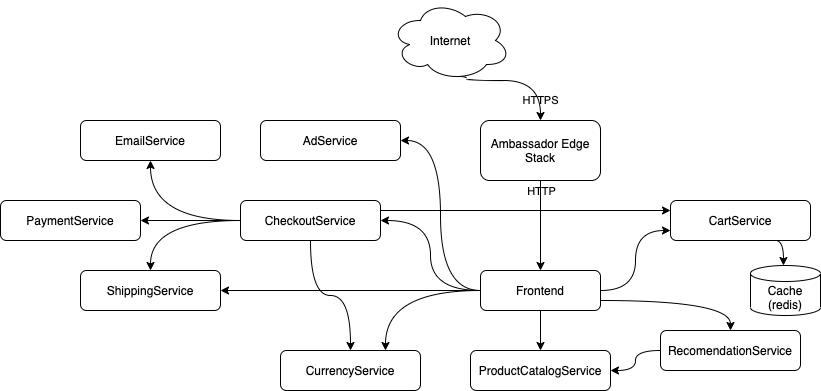 Internet
HTTPS
EmailService
AdService
Ambassador Edge
Stack
HTTP
PaymentService
CheckoutService
CartService
ShippingService
Frontend
Cache
(redis)
CurrencyService
ProductCatalogService
RecomendationService